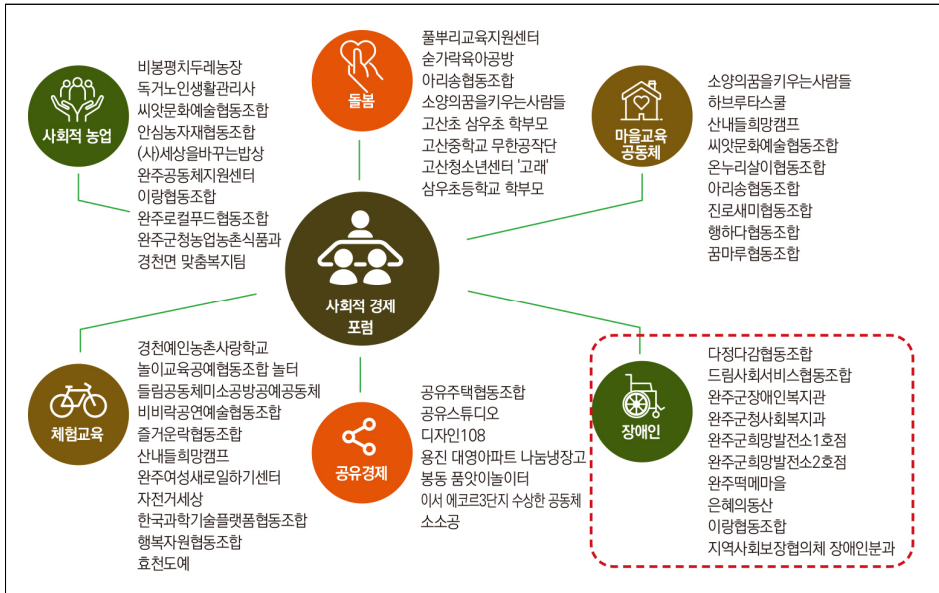 사회적 농업
비봉평치두레농장
독거노인생활관리사
씨앗문화예술협동조합
안심농자재협동조합
(사)세상을바꾸는밥상
완주공동체지원센터
이랑협동조합
완주로컬푸드협동조합
완주군청농업농촌식품과
경천면 맞춤복지팀
돌봄
풀뿌리교육지원센터
숟가락육아공방
아리송협동조합
소양의꿈을키우는사람들
고산초 삼우초 학부모
고산중학교 무한공작단
고산청소년센터 '고래'
삼우초등학교 학부모
마을교육
공동체
소양의꿈을키우는사람들
하브루타스쿨
산내들희망캠프
씨앗문화예술협동조합
온누리살이협동조합
아리송협동조합
진로새미협동조합
행하다협동조합
꿈마루협동조합
사회적 경제
포럼
체험교육
경천예인농촌사랑학교
놀이교육공예협동조합 놀터
들림공동체미소공방공예공동체
비비락공연예술협동조합
즐거운락협동조합
산내들희망캠프
완주여성새로일하기센터
자전거세상
한국과학기술플랫폼협동조합
행복자원협동조합
효천도예
공유경제
공유주택협동조합
공유스튜디오
디자인108
용진 대영아파트 나눔냉장고
봉동 품앗이놀이터
이서 에코르3단지 수상한 공동체
소소공
장애인
다정다감협동조합
드림사회서비스협동조합
완주군장애인복지관
완주군청사회복지과
완주군희망발전소1호점
완주군희망발전소2호점
완주떡메마을
은혜의동산
이랑협동조합
지역사회보장협의체 장애인분과